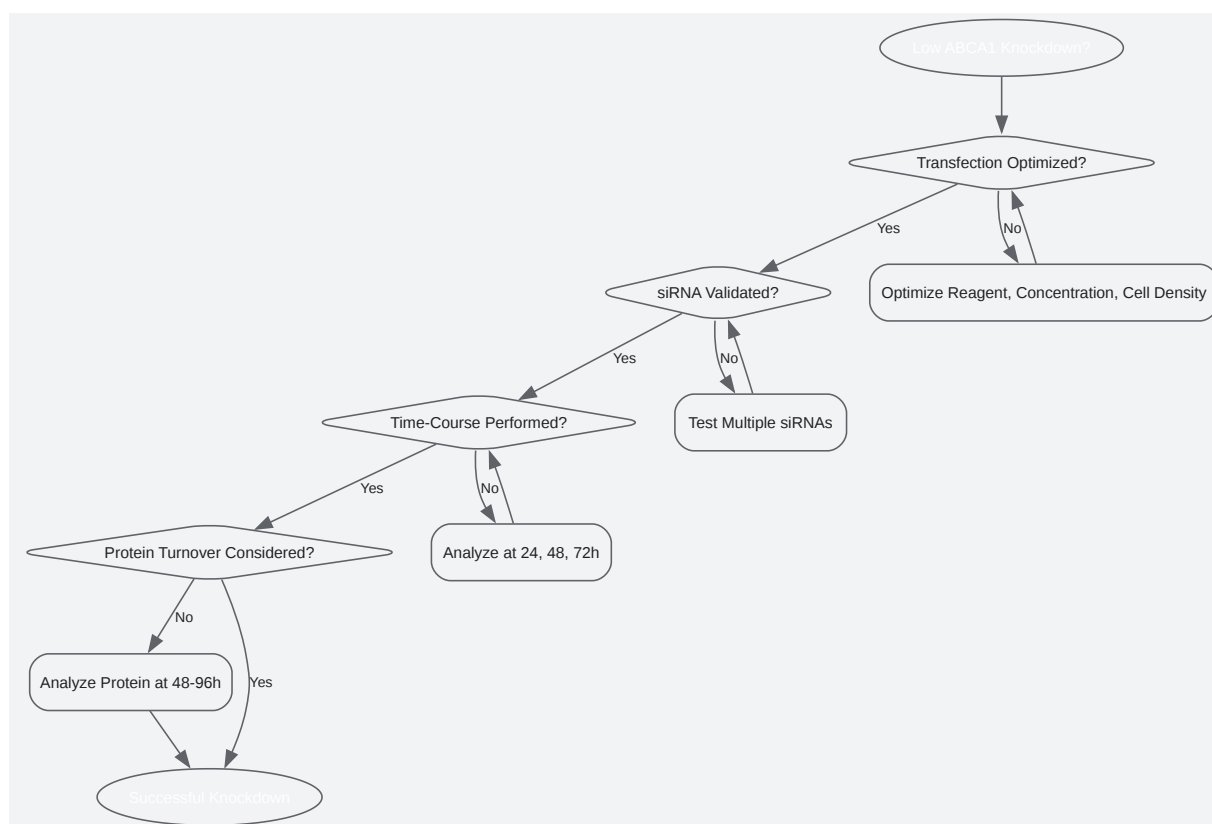 Low ABCA1 Knockdown?
Transfection Optimized?
Yes
No
siRNA Validated?
Optimize Reagent, Concentration, Cell Density
Yes
No
Time-Course Performed?
Test Multiple siRNAs
Yes
No
Protein Turnover Considered?
Analyze at 24, 48, 72h
No
Analyze Protein at 48-96h
Yes
Successful Knockdown